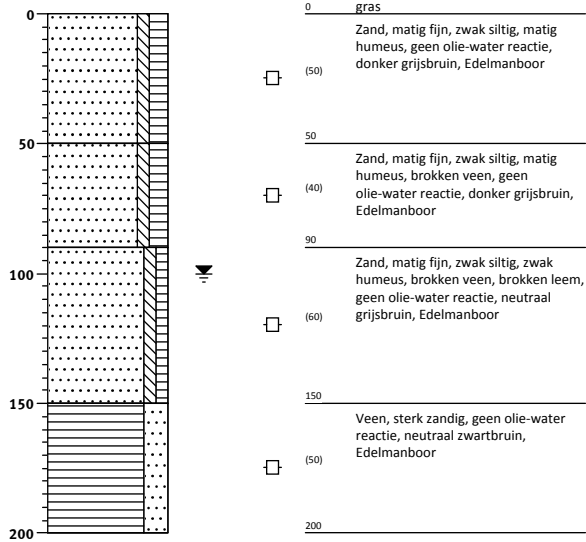 0
0
gras
Zand, matig fijn, zwak siltig, matig
humeus, geen olie-water reactie,
donker grijsbruin, Edelmanboor
(50)
50
50
Zand, matig fijn, zwak siltig, matig
humeus, brokken veen, geen
olie-water reactie, donker grijsbruin,
Edelmanboor
(40)
90
100
Zand, matig fijn, zwak siltig, zwak
humeus, brokken veen, brokken leem,
geen olie-water reactie, neutraal
grijsbruin, Edelmanboor
(60)
150
150
Veen, sterk zandig, geen olie-water
reactie, neutraal zwartbruin,
Edelmanboor
(50)
200
200